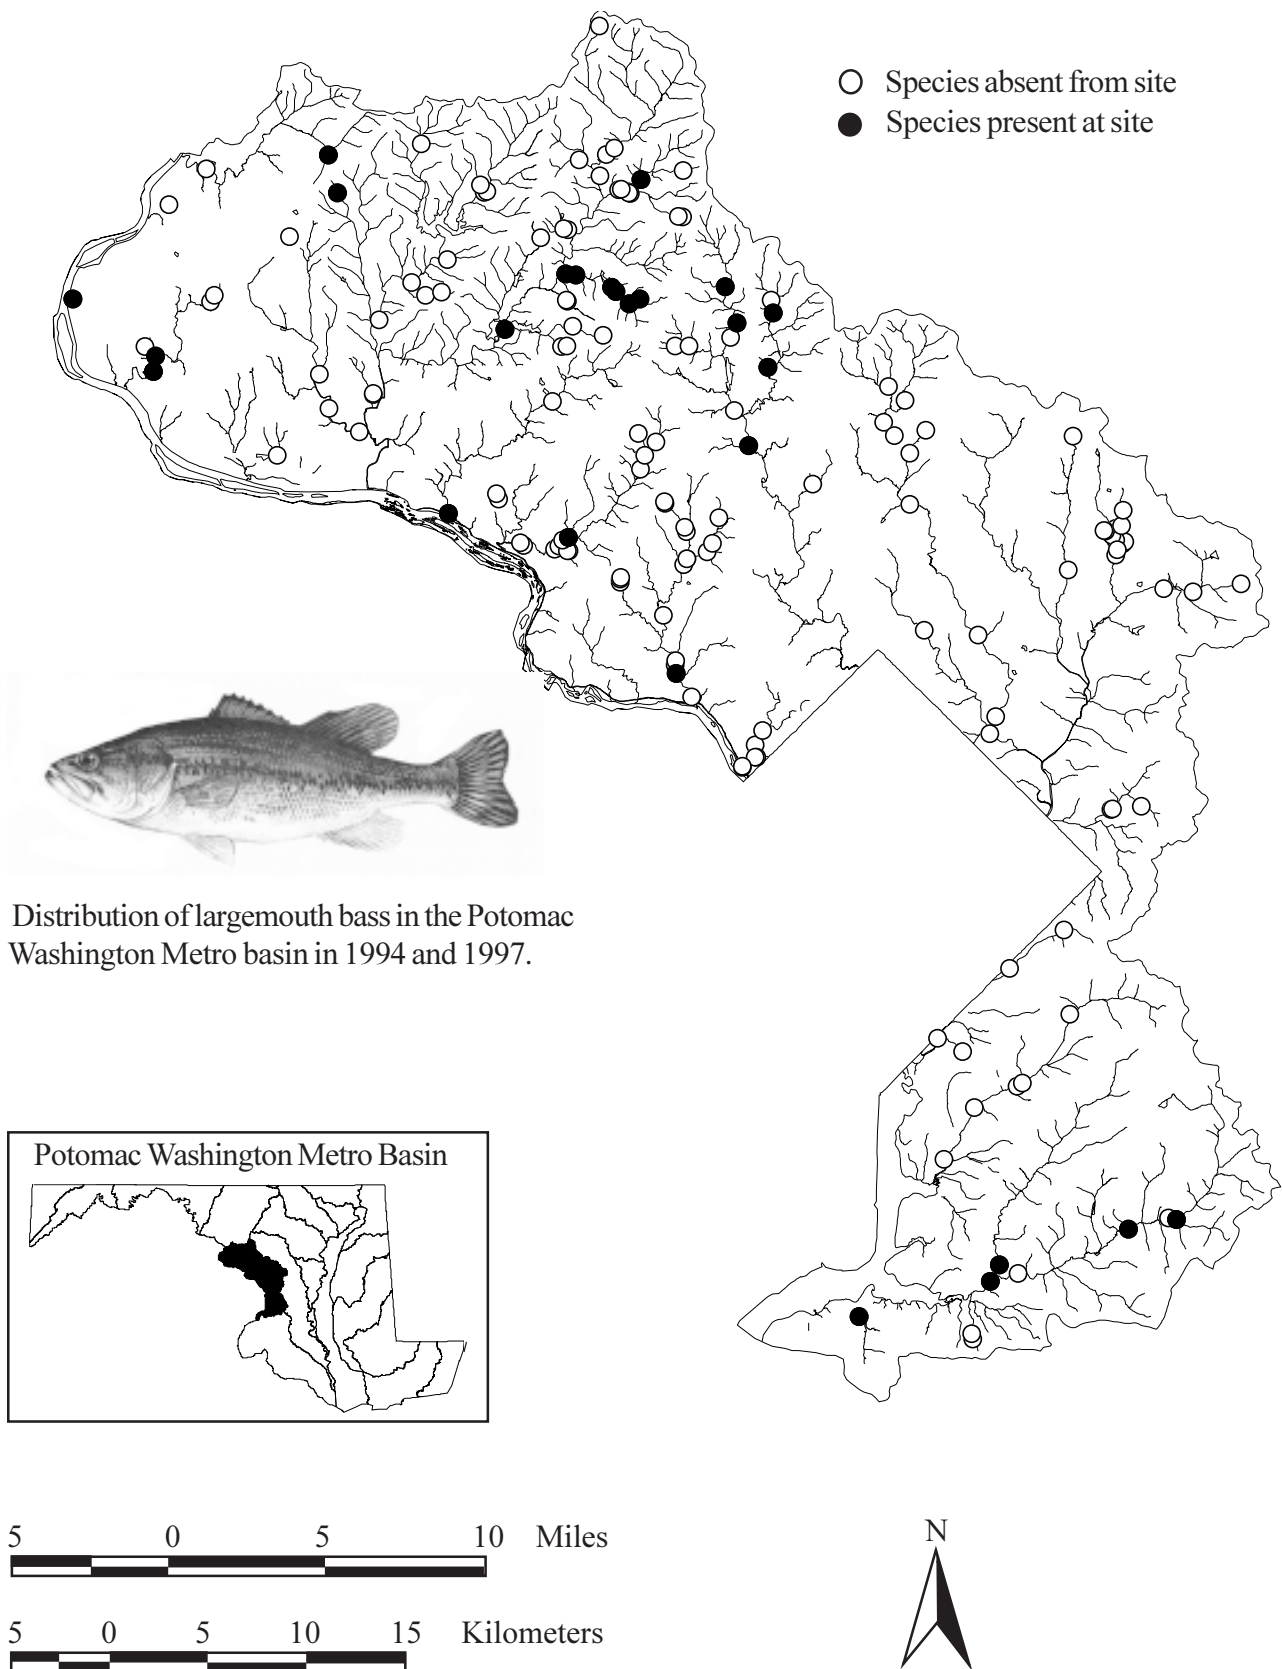 Species absent from site
Species present at site
Distribution of largemouth bass in the Potomac
Washington Metro basin in 1994 and 1997.
Potomac Washington Metro Basin
5 0 5 10 Miles
N
5 0 5 10 15 Kilometers